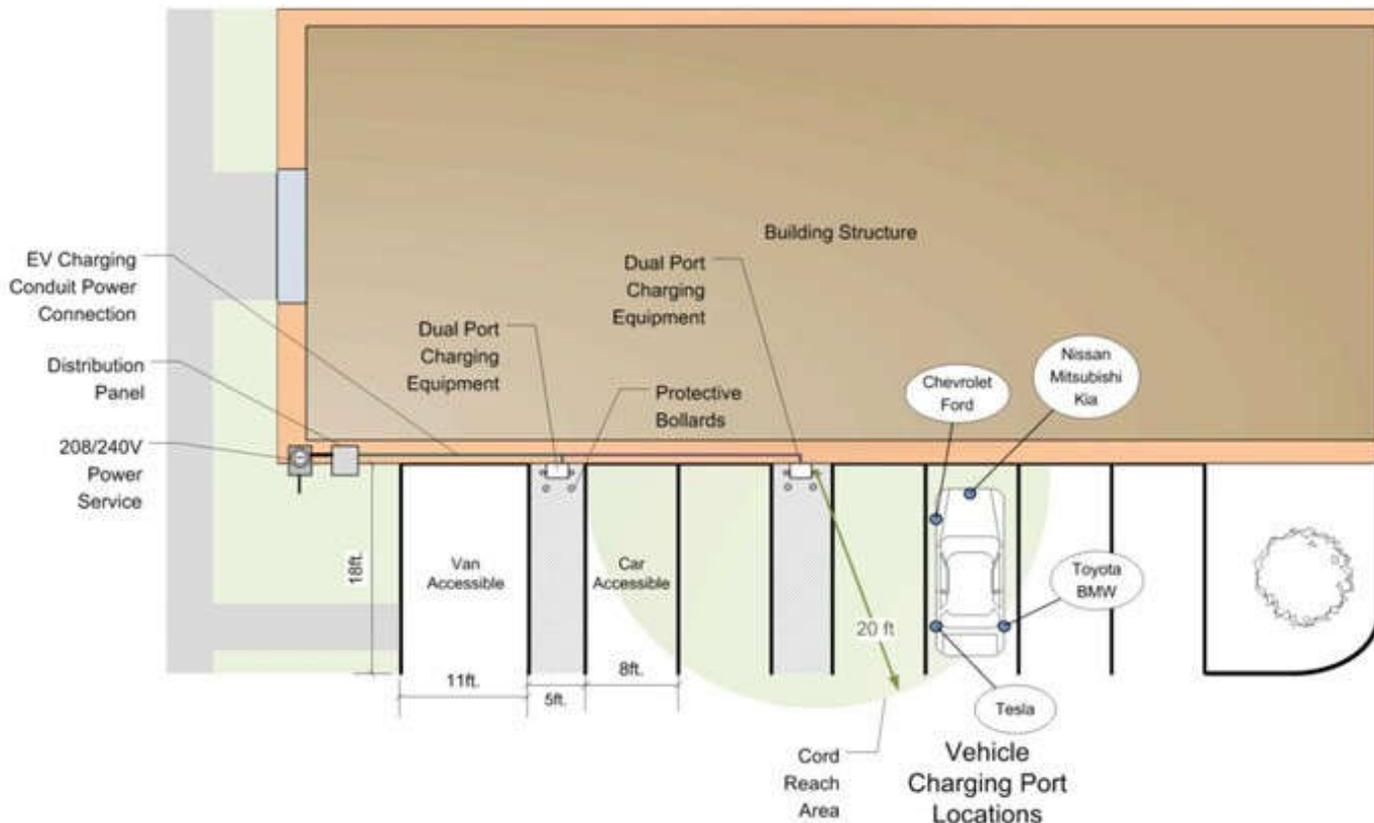 Building Structure
EV Charging
Conduit Power
Connection
Dual Port
Charging
Equipment
Dual Port
Charging
Equipment
Distribution
Panel
Protective
Bollards
Chevrolet
Ford
Nissan
Mitsubishi
Kia
208/240V
Power
Service
18ft.
Van
Accessible
Car
Accessible
Toyota
BMW
20 ft
11ft.
5ft.
8ft.
Tesla
Cord
Reach
Area
Vehicle
Charging Port
Locations